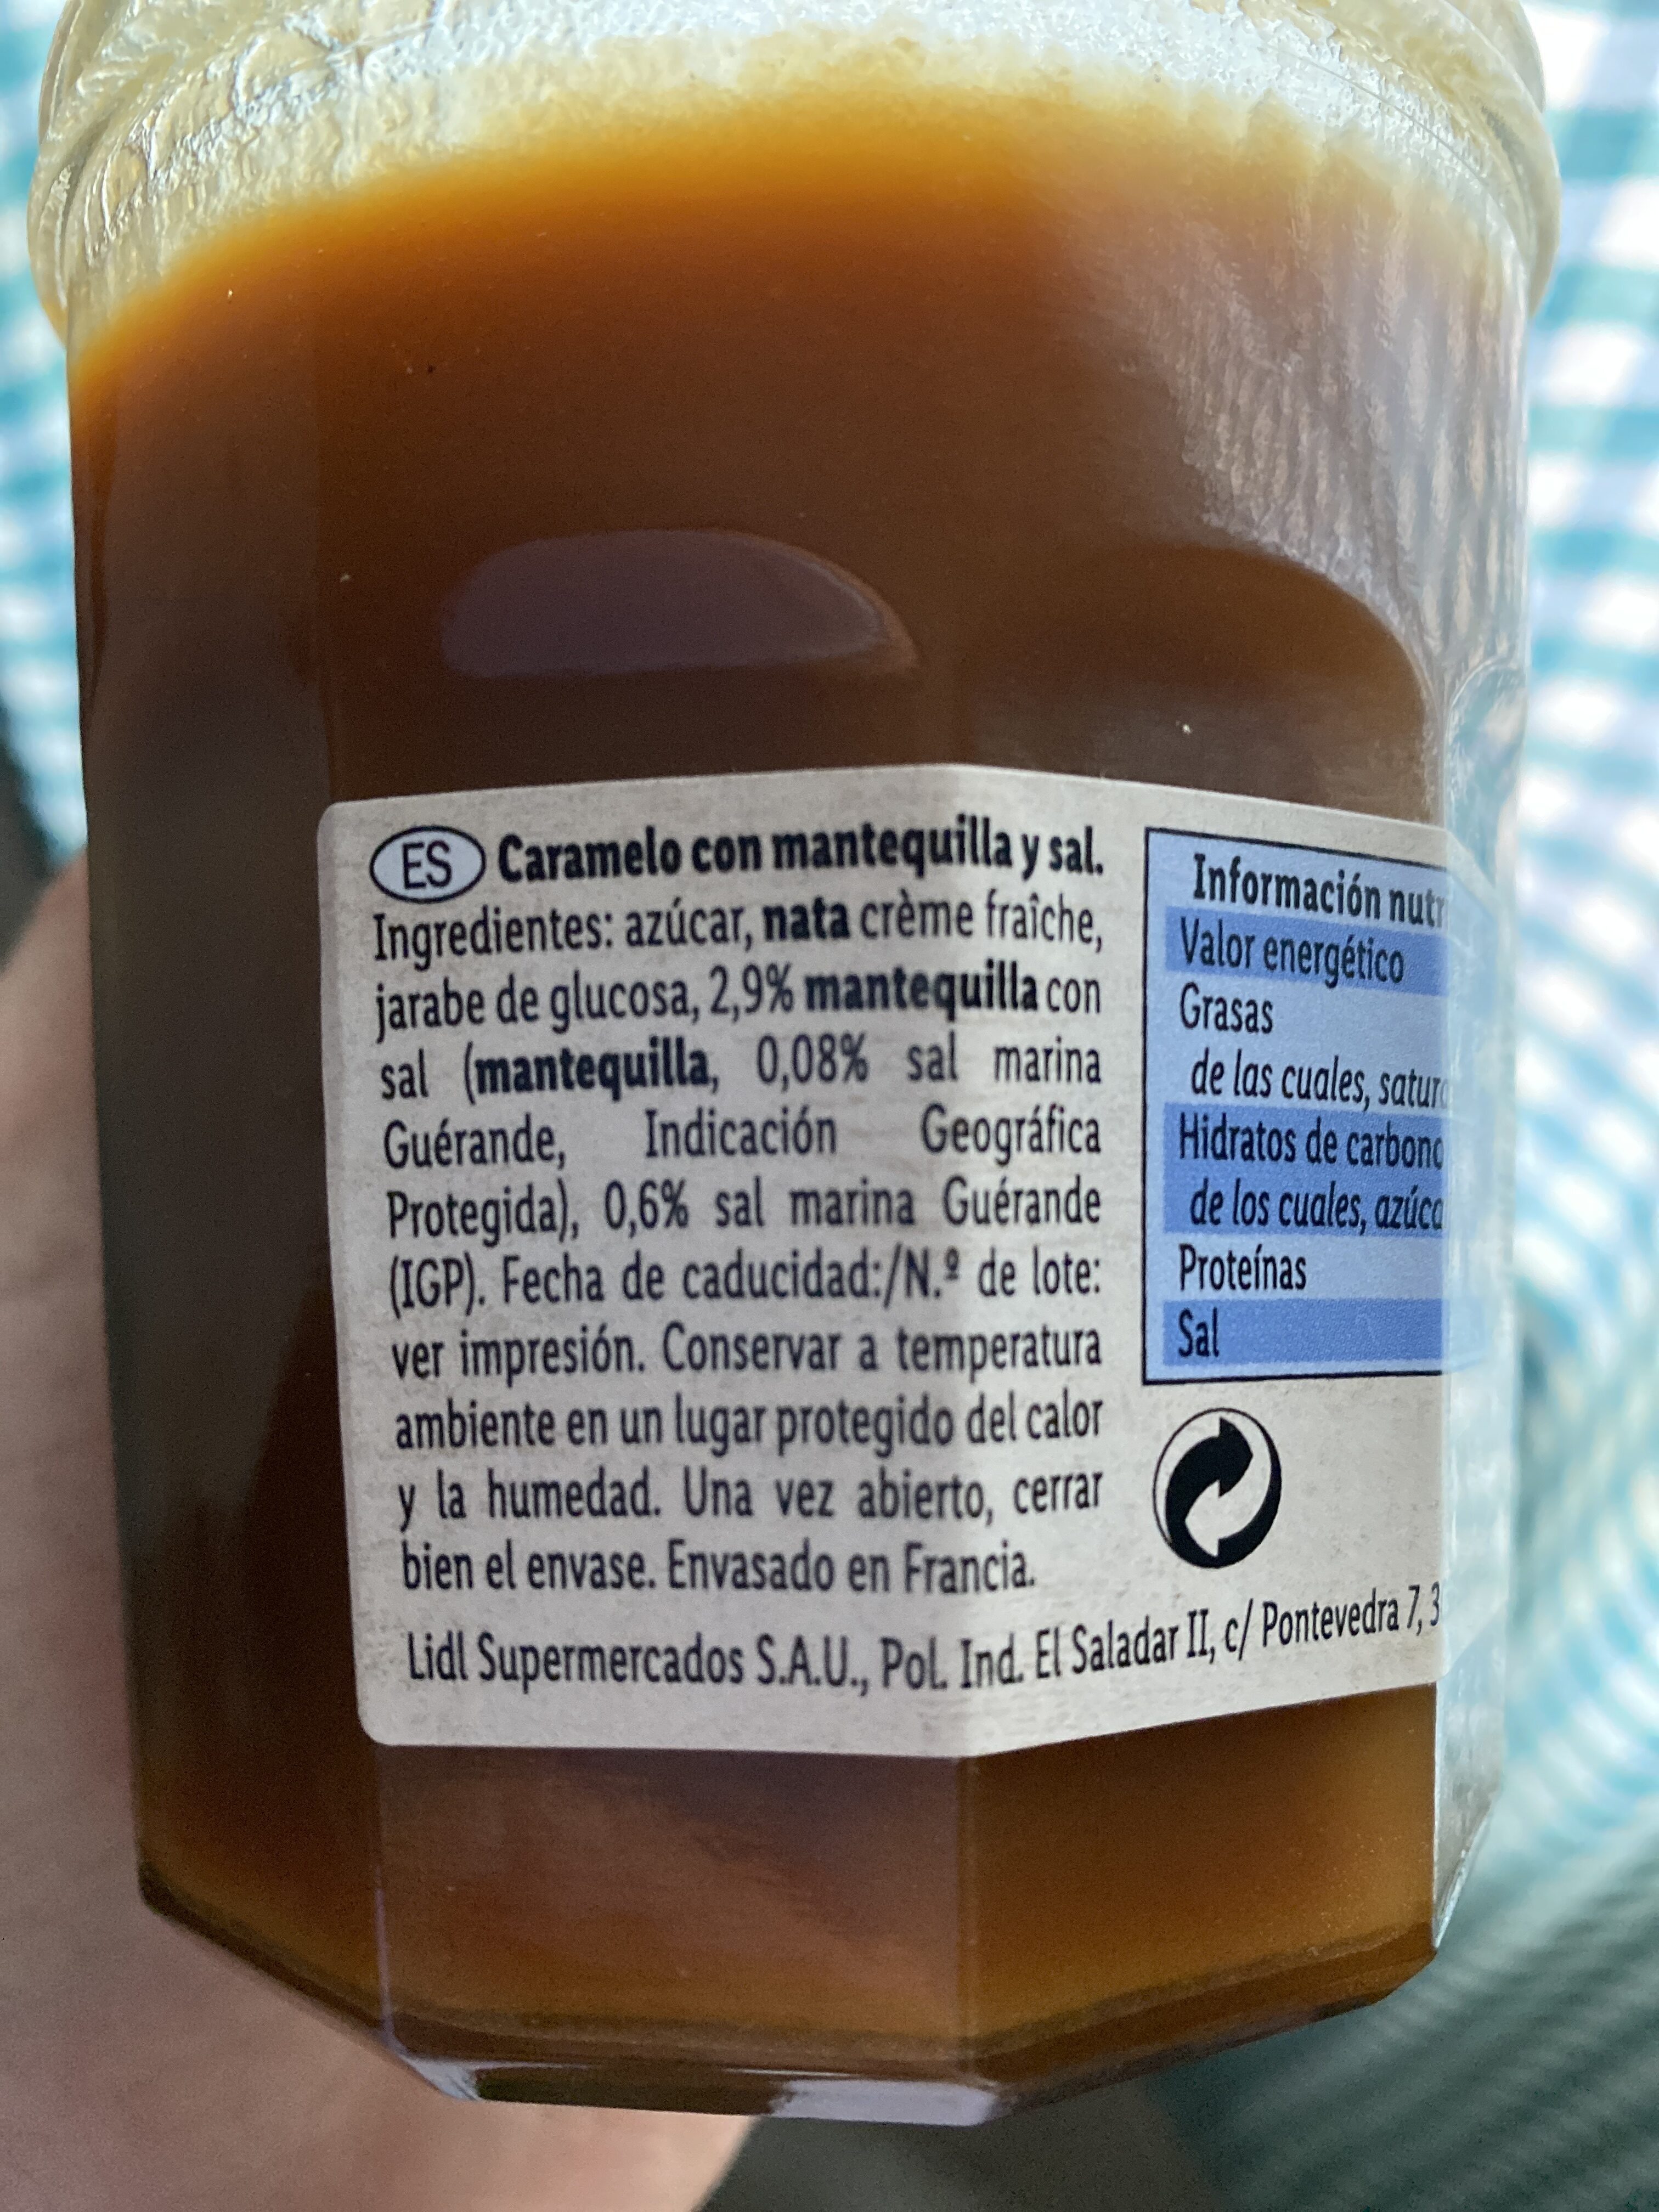 ES Caramelo con mantequilla y sal.
Ingredientes: azúcar, nata crème fraîche,
jarabe de glucosa, 2,9% mantequilla con
sal (mantequilla, 0,08% sal marina
Guérande, Indicación Geográfica
Protegida), 0,6% sal marina Guérande
(IGP). Fecha de caducidad:/N.º de lote:
ver impresión. Conservar a temperatura
ambiente en un lugar protegido del calor
y la humedad. Una vez abierto, cerrar
bien el envase. Envasado en Francia.
Lidl Supermercados S.A.U., Pol. Ind. El Saladar II, c/ Pontevedra 7, 3
Información nutr
Valor energético
Grasas
de las cuales, satur
Hidratos de carbono
de los cuales, azúca
Proteínas
Sal